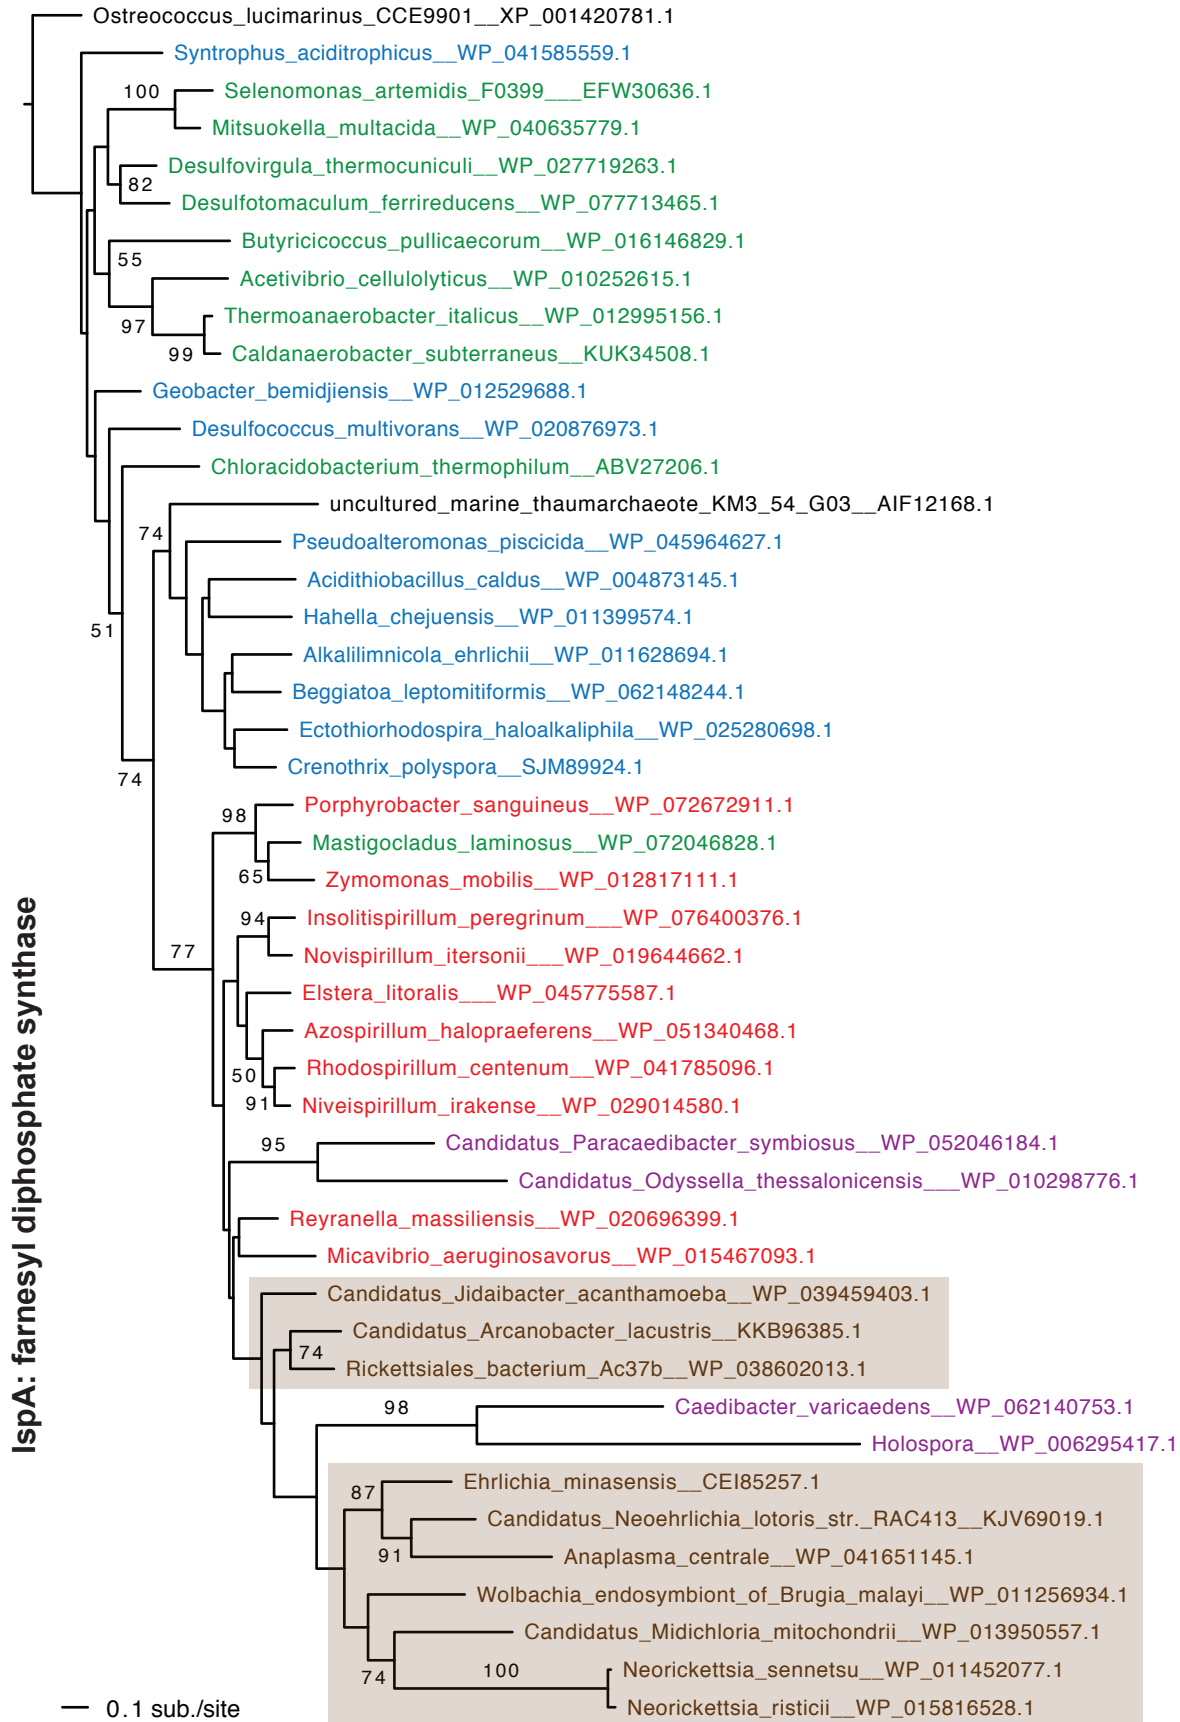 Ostreococcus_lucimarinus_CCE9901__XP_001420781.1
Syntrophus_aciditrophicus__WP_041585559.1
100
Selenomonas_artemidis_F0399___EFW30636.1
Mitsuokella_multacida__WP_040635779.1
Desulfovirgula_thermocuniculi__WP_027719263.1
82
Desulfotomaculum_ferrireducens__WP_077713465.1
Butyricicoccus_pullicaecorum__WP_016146829.1
55
Acetivibrio_cellulolyticus__WP_010252615.1
Thermoanaerobacter_italicus__WP_012995156.1
97
99
Caldanaerobacter_subterraneus__KUK34508.1
Geobacter_bemidjiensis__WP_012529688.1
Desulfococcus_multivorans__WP_020876973.1
Chloracidobacterium_thermophilum__ABV27206.1
uncultured_marine_thaumarchaeote_KM3_54_G03__AIF12168.1
74
Pseudoalteromonas_piscicida__WP_045964627.1
Acidithiobacillus_caldus__WP_004873145.1
Hahella_chejuensis__WP_011399574.1
51
Alkalilimnicola_ehrlichii__WP_011628694.1
Beggiatoa_leptomitiformis__WP_062148244.1
Ectothiorhodospira_haloalkaliphila__WP_025280698.1
Crenothrix_polyspora__SJM89924.1
74
Porphyrobacter_sanguineus__WP_072672911.1
98
Mastigocladus_laminosus__WP_072046828.1
65
Zymomonas_mobilis__WP_012817111.1
94
Insolitispirillum_peregrinum___WP_076400376.1
77
Novispirillum_itersonii___WP_019644662.1
Elstera_litoralis___WP_045775587.1
Azospirillum_halopraeferens__WP_051340468.1
Rhodospirillum_centenum__WP_041785096.1
50
91
Niveispirillum_irakense__WP_029014580.1
95
Candidatus_Paracaedibacter_symbiosus__WP_052046184.1
Candidatus_Odyssella_thessalonicensis___WP_010298776.1
Reyranella_massiliensis__WP_020696399.1
Micavibrio_aeruginosavorus__WP_015467093.1
Candidatus_Jidaibacter_acanthamoeba__WP_039459403.1
Candidatus_Arcanobacter_lacustris__KKB96385.1
74
Rickettsiales_bacterium_Ac37b__WP_038602013.1
98
Caedibacter_varicaedens__WP_062140753.1
Holospora__WP_006295417.1
Ehrlichia_minasensis__CEI85257.1
87
Candidatus_Neoehrlichia_lotoris_str._RAC413__KJV69019.1
91
Anaplasma_centrale__WP_041651145.1
Wolbachia_endosymbiont_of_Brugia_malayi__WP_011256934.1
Candidatus_Midichloria_mitochondrii__WP_013950557.1
74
100
Neorickettsia_sennetsu__WP_011452077.1
Neorickettsia_risticii__WP_015816528.1
0.1 sub./site
IspA: farnesyl diphosphate synthase